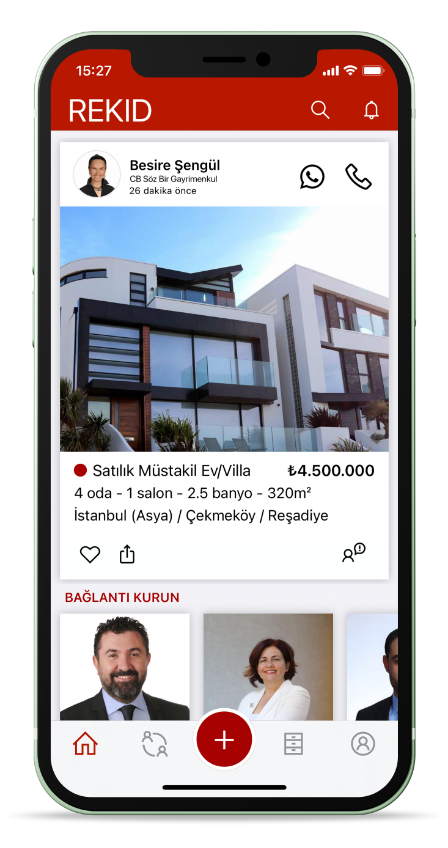 15:27
REKID
Besire Şengül
CB Söz Bir Gayrimenkul
26 dakika önce
Satılık Müstakil Ev/Villa ₺4.500.000
4 oda - 1 salon - 2.5 banyo - 320m²
İstanbul (Asya) / Çekmeköy / Reşadiye
BAĞLANTI KURUN